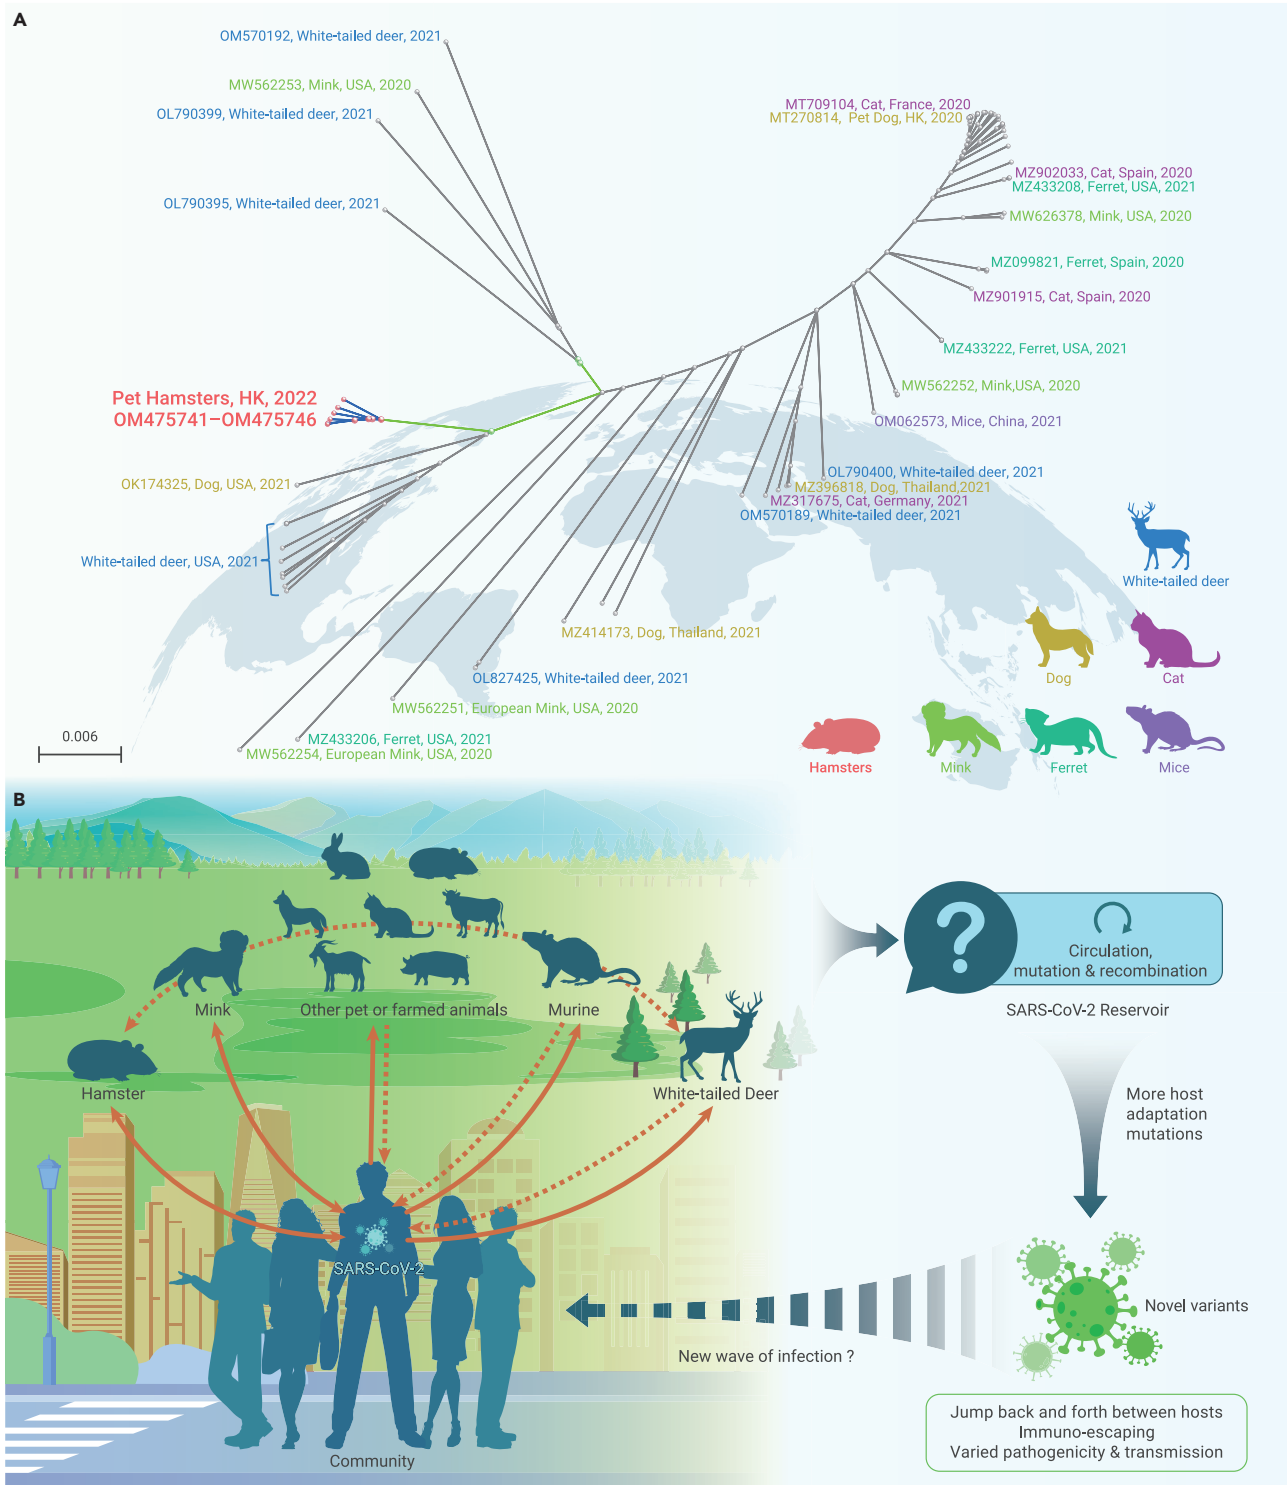 A
OM570192, White-tailed deer, 2021
MW562253, Mink, USA, 2020
OL790399, White-tailed deer, 2021
OL790395, White-tailed deer, 2021
MT709104, Cat, France, 2020
MT270814, Pet Dog, HK, 2020
MZ902033, Cat, Spain, 2020
MZ433208, Ferret, USA, 2021
MW626378, Mink, USA, 2020
MZ099821, Ferret, Spain, 2020
MZ901915, Cat, Spain, 2020
MZ433222, Ferret, USA, 2021
MW562252, Mink,USA, 2020
OM062573, Mice, China, 2021
Pet Hamsters, HK, 2022
OM475741–OM475746
OK174325, Dog, USA, 2021
White-tailed deer, USA, 2021
OL790400, White-tailed deer, 2021
MZ396818, Dog, Thailand,2021
MZ317675, Cat, Germany, 2021
OM570189, White-tailed deer, 2021
MZ414173, Dog, Thailand, 2021
OL827425, White-tailed deer, 2021
MW562251, European Mink, USA, 2020
MZ433206, Ferret, USA, 2021
MW562254, European Mink, USA, 2020
0.006
White-tailed deer
Dog
Cat
Hamsters
Mink
Ferret
Mice
B
Mink
Other pet or farmed animals
Murine
Hamster
White-tailed Deer
SARS-CoV-2
Community
?
Circulation,
mutation & recombination
SARS-CoV-2 Reservoir
More host
adaptation
mutations
Novel variants
New wave of infection ?
Jump back and forth between hosts
Immuno-escaping
Varied pathogenicity & transmission